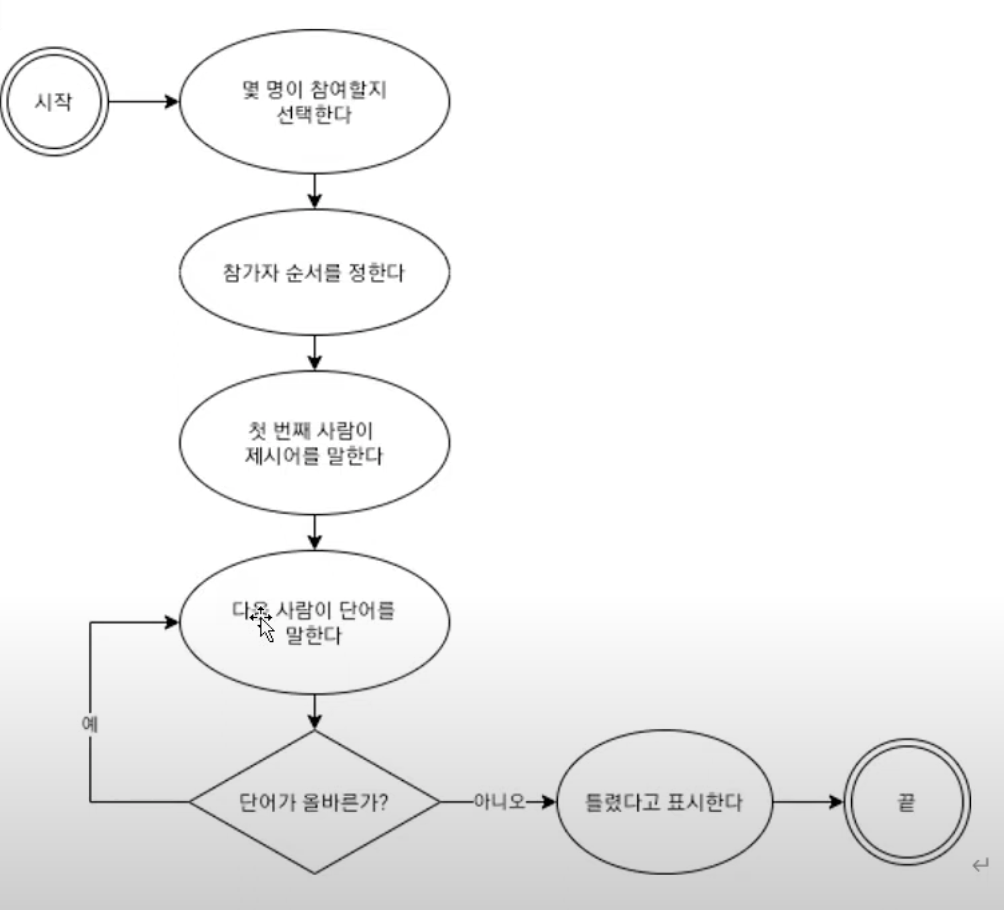 시작
몇 명이 참여할지
선택한다
참가자 순서를 정한다
첫 번째 사람이
제시어를 말한다
다음 사람이 단어를
말한다
예
단어가 올바른가?
아니오
틀렸다고 표시한다
끝